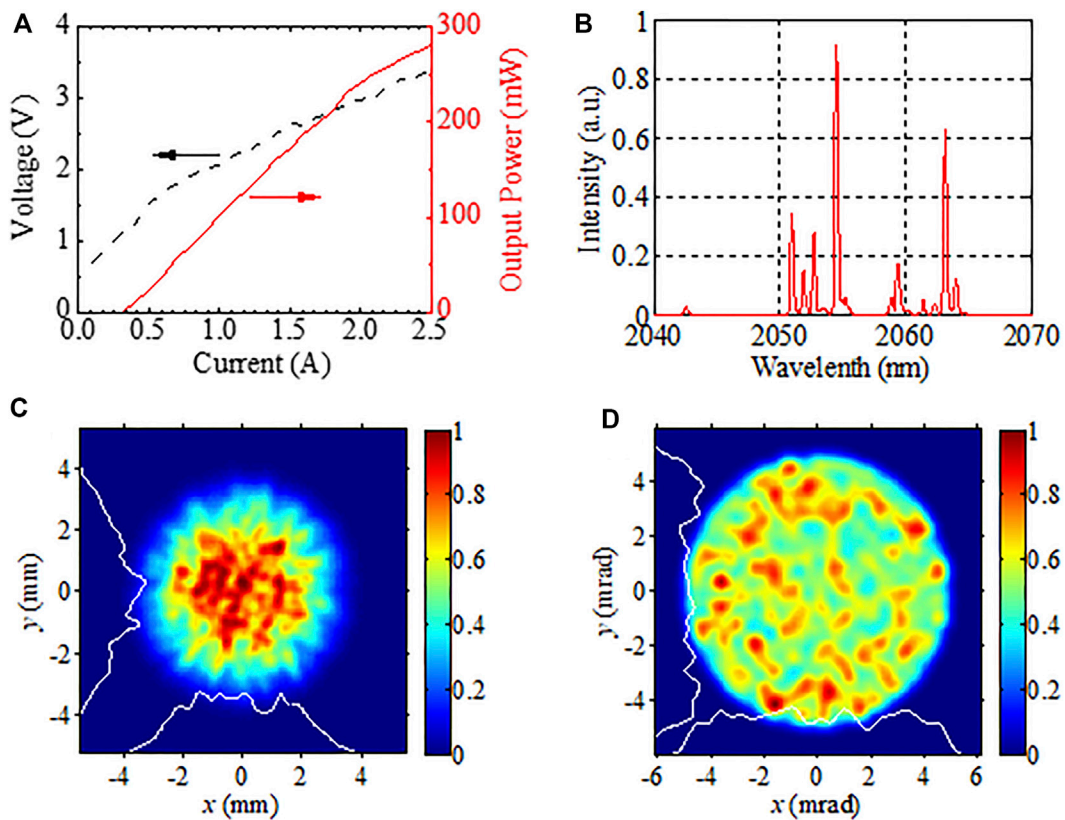 A
4
3
2
1
0
Voltage (V)
0.0 0.5 1.0 1.5 2.0 2.5
Current (A)
300
200
100
0
Output Power (mW)
B
1
0.8
0.6
0.4
0.2
0
Intensity (a.u.)
2040 2050 2060 2070
Wavelenth (nm)
C
4
2
0
-2
-4
y (mm)
-4 -2 0 2 4
x (mm)
1
0.8
0.6
0.4
0.2
0
D
4
2
0
-2
-4
y (mrad)
-6 -4 -2 0 2 4 6
x (mrad)
1
0.8
0.6
0.4
0.2
0